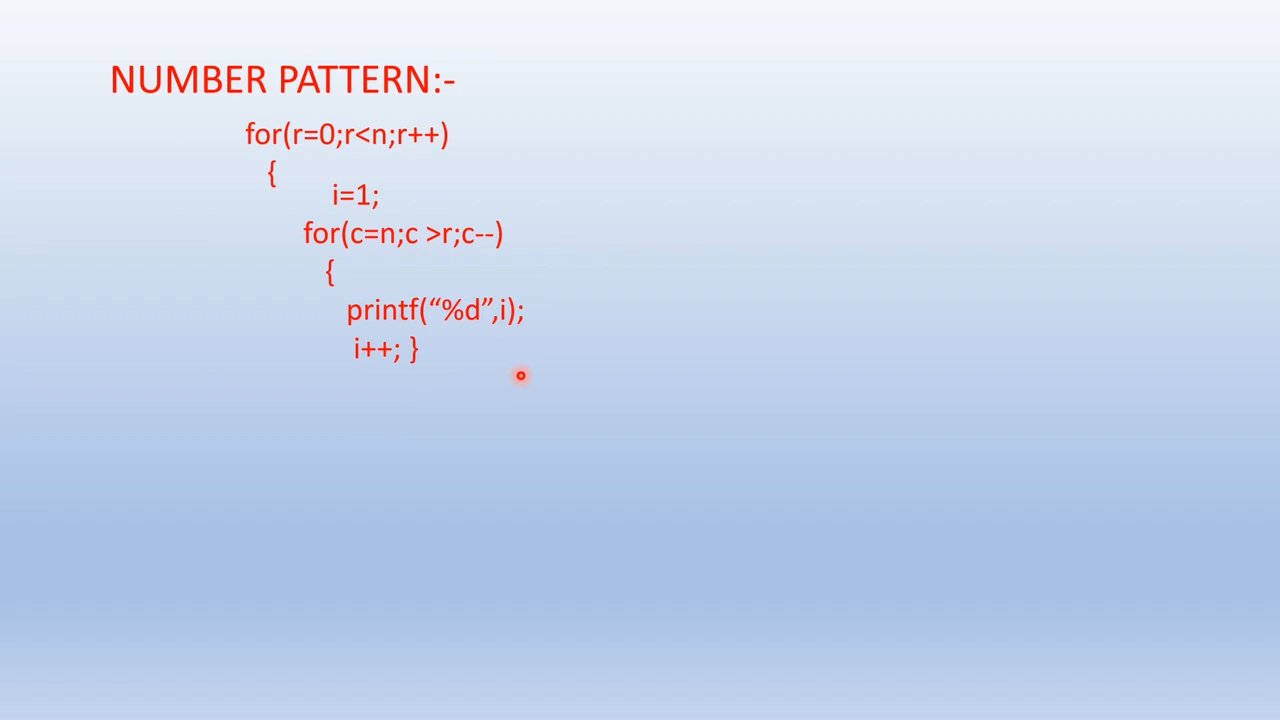 NUMBER PATTERN:-
for(r=0;r<n;r++)
{
i=1;
for(c=n;c >r;c--)
{
printf(“%d”,i);
i++; }